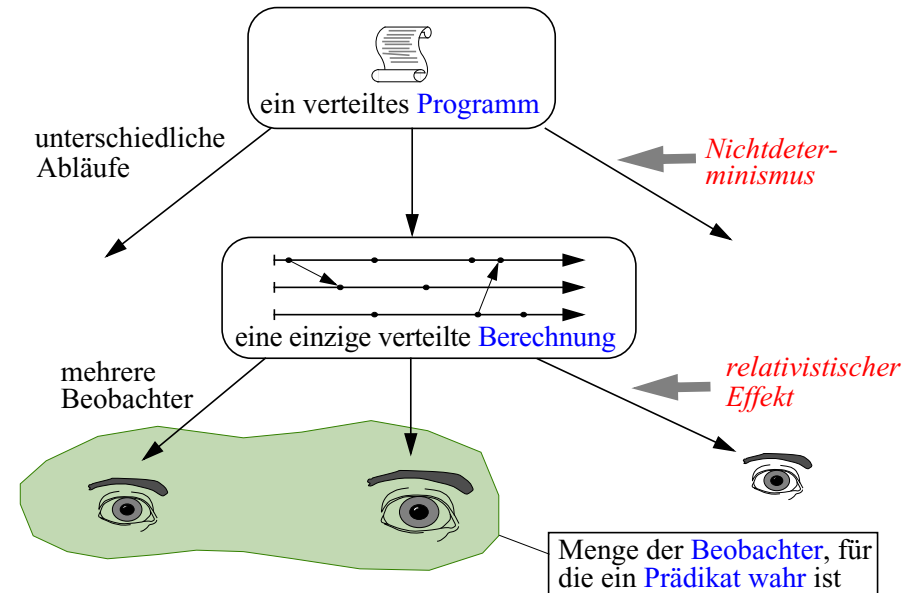 ein verteiltes Programm
unterschiedliche
Abläufe
Nichtdeter-
minismus
eine einzige verteilte Berechnung
mehrere
Beobachter
relativistischer
Effekt
Menge der Beobachter, für
die ein Prädikat wahr ist